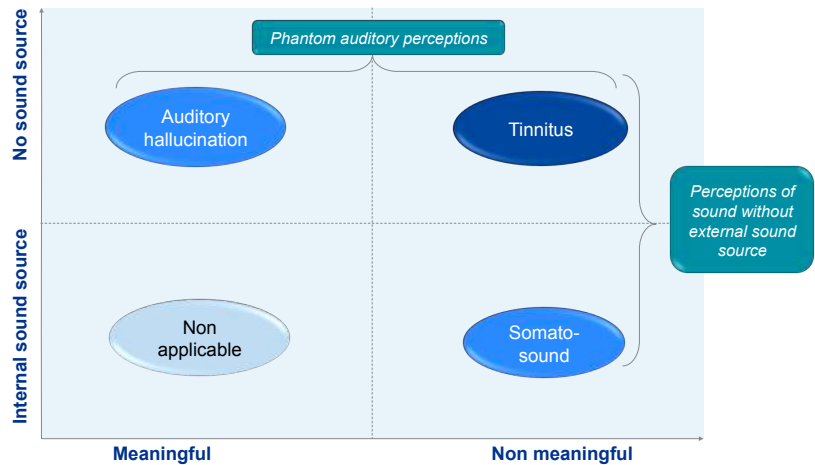 Phantom auditory perceptions
No sound source
Auditory
hallucination
Tinnitus
Perceptions of
sound without
external sound
source
Internal sound source
Non
applicable
Somato-
sound
Meaningful
Non meaningful